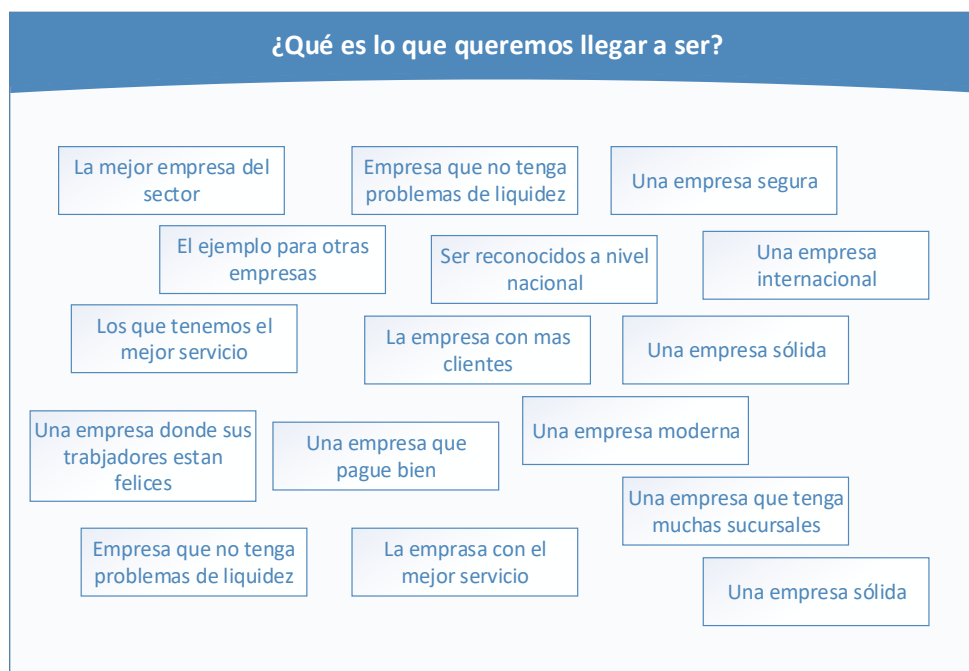 ¿Qué es lo que queremos llegar a ser?
La mejor empresa del
sector
Empresa que no tenga
problemas de liquidez
Una empresa segura
El ejemplo para otras
empresas
Ser reconocidos a nivel
nacional
Una empresa
internacional
Los que tenemos el
mejor servicio
La empresa con mas
clientes
Una empresa sólida
Una empresa donde sus
trabjadores estan
felices
Una empresa que
pague bien
Una empresa moderna
Una empresa que tenga
muchas sucursales
Empresa que no tenga
problemas de liquidez
La emprasa con el
mejor servicio
Una empresa sólida